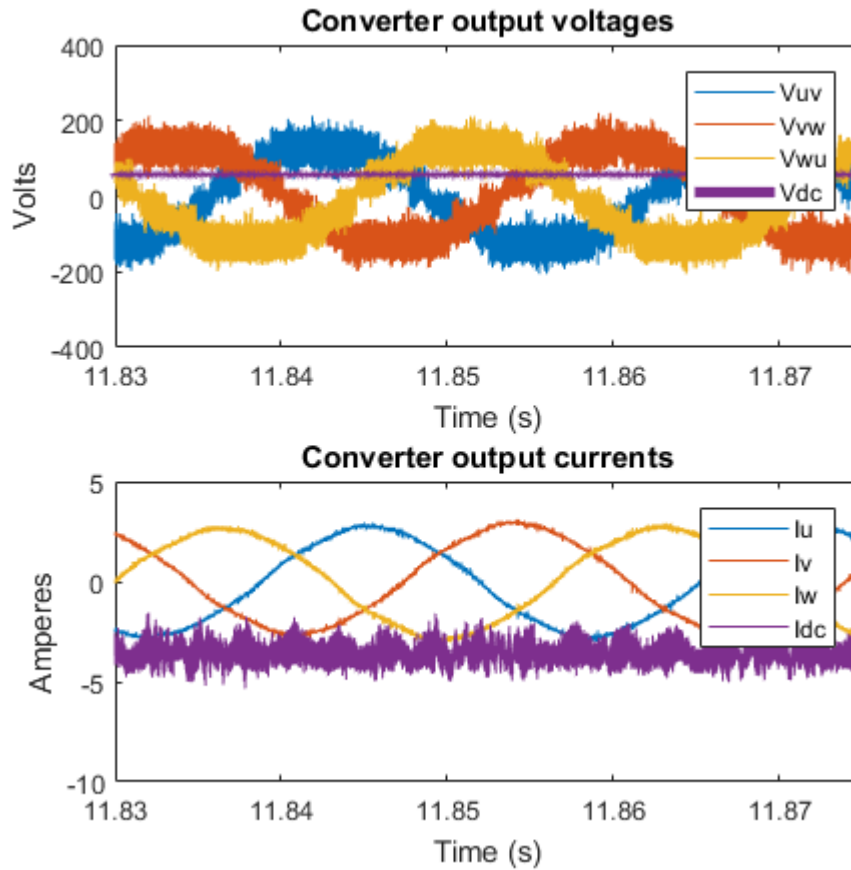 Converter output voltages
400
200
0
-200
-400
Volts
Vuv
Vvw
Vwu
Vdc
11.83 11.84 11.85 11.86 11.87
Time (s)
Converter output currents
5
0
-5
-10
Amperes
Iu
Iv
Iw
Idc
11.83 11.84 11.85 11.86 11.87
Time (s)